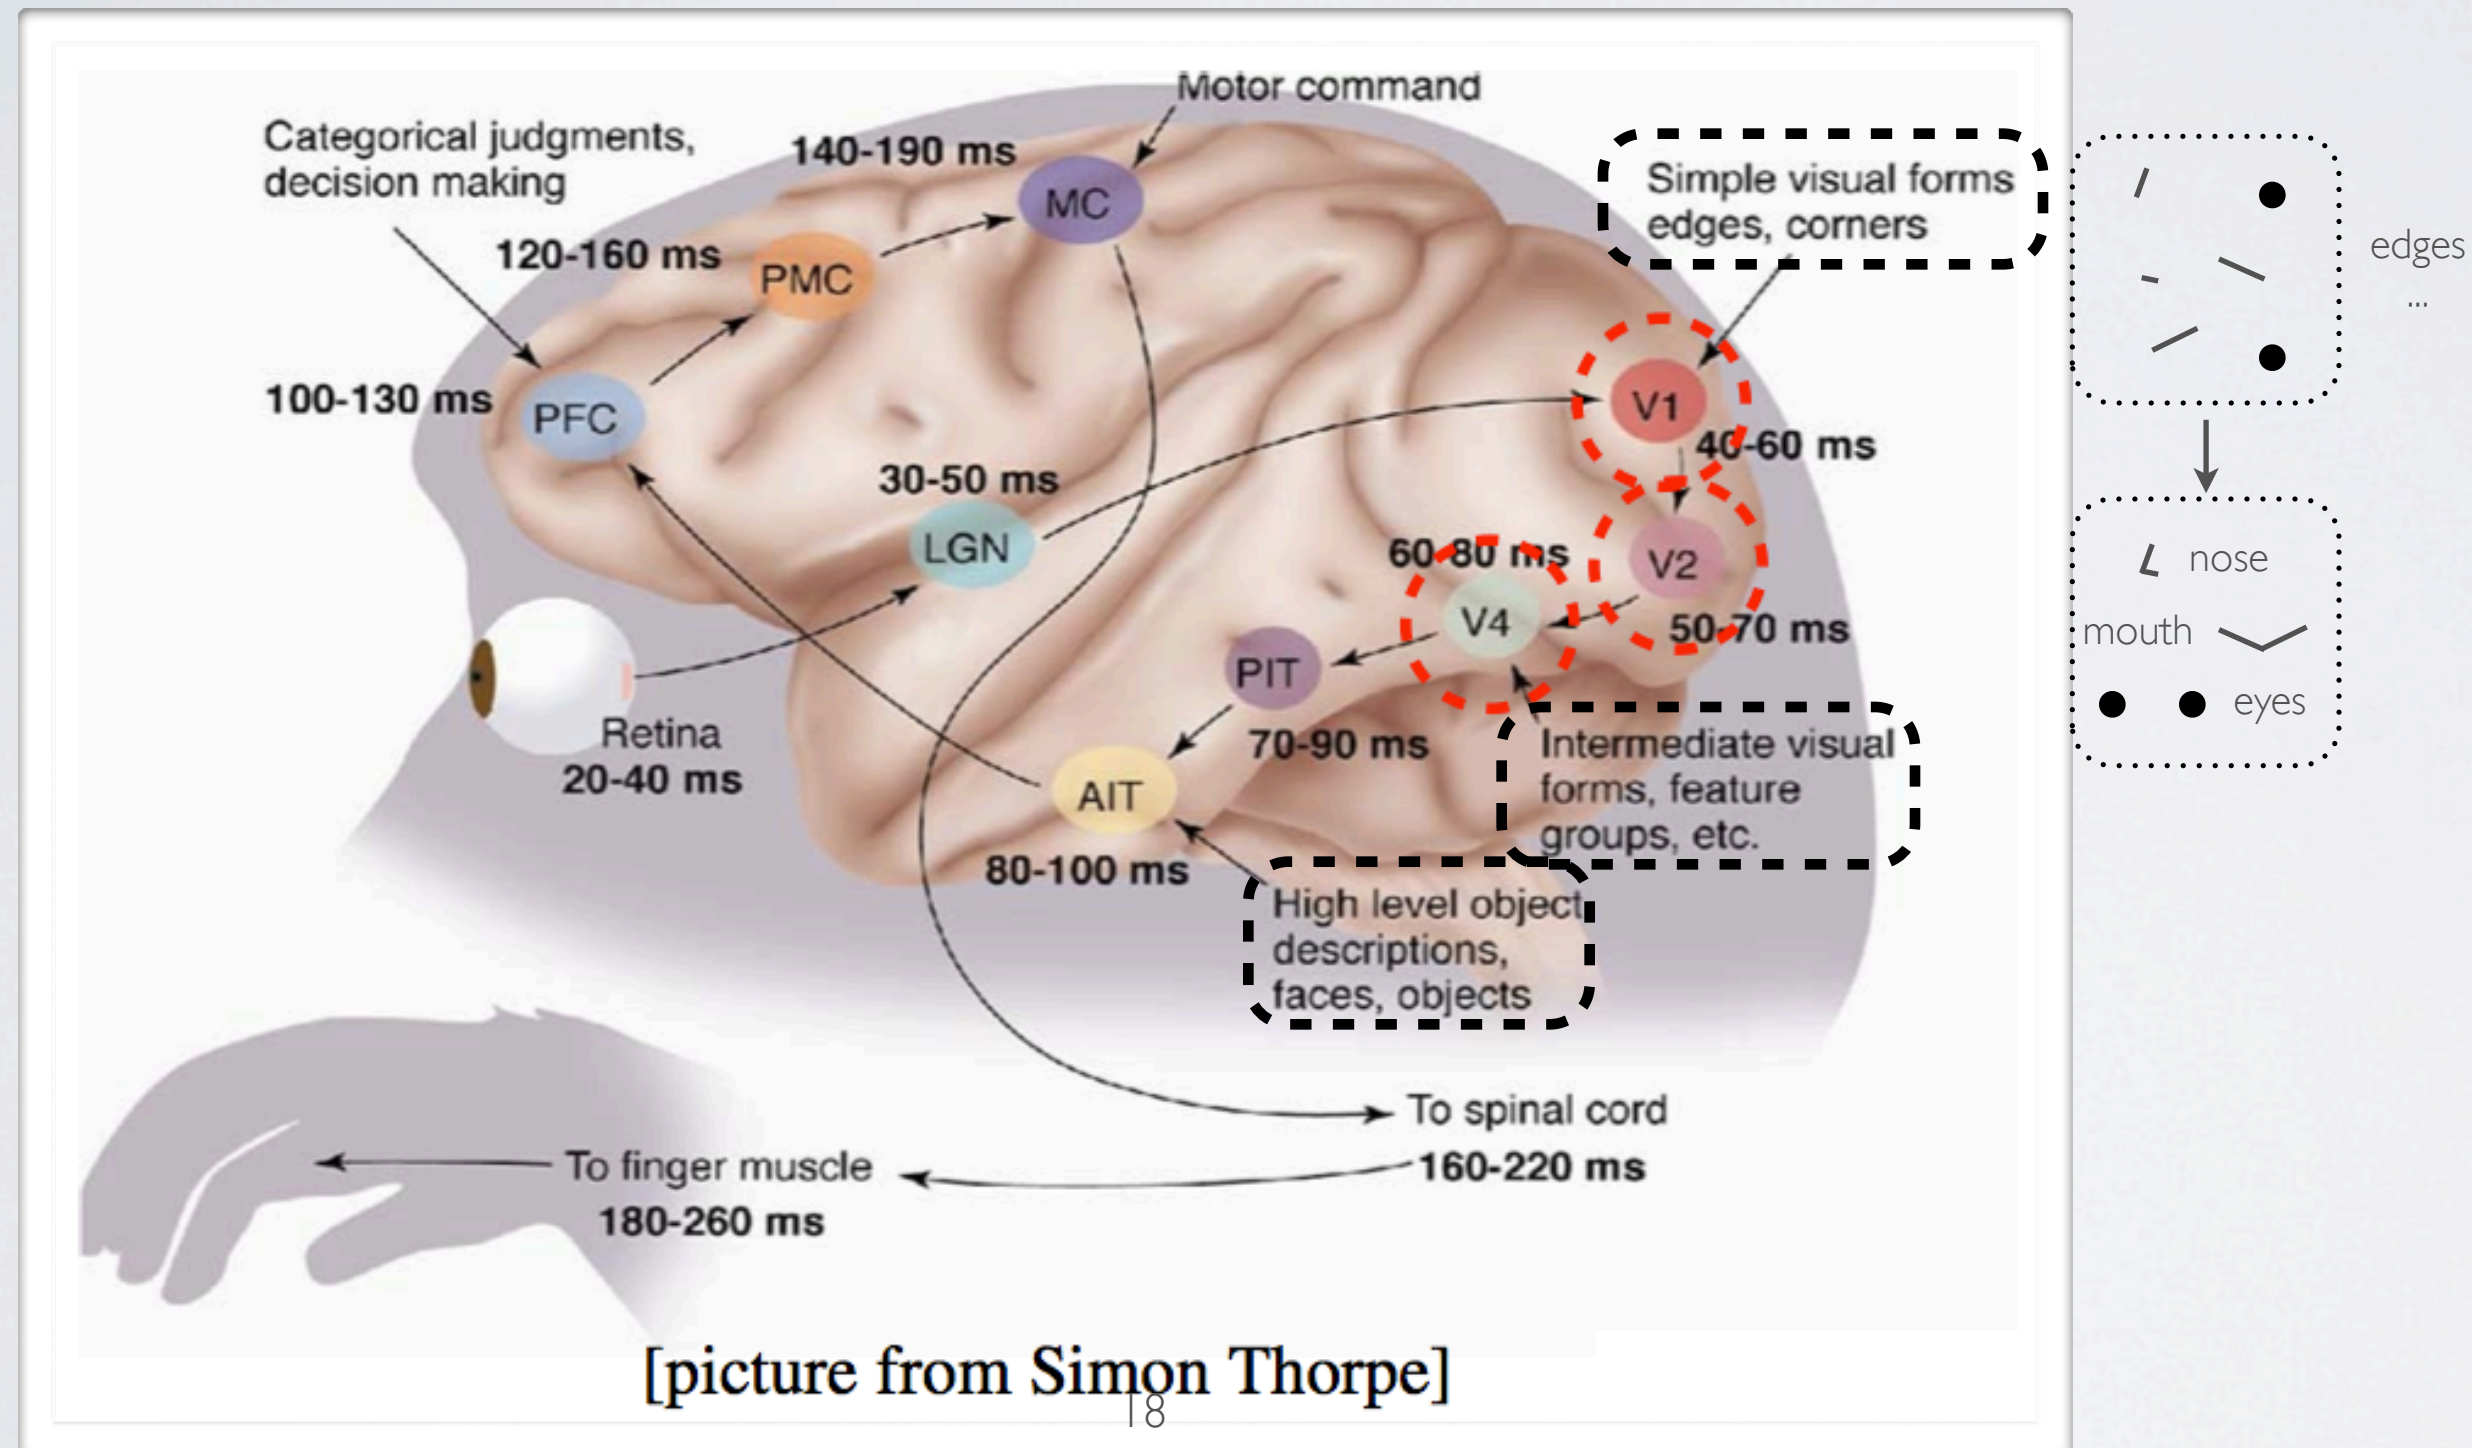 Motor command
Categorical judgments,
decision making
140-190 ms
MC
Simple visual forms
edges, corners
120-160 ms
PMC
100-130 ms
PFC
V1
40-60 ms
30-50 ms
LGN
60-80 ms
V2
V4
50-70 ms
PIT
Retina
20-40 ms
70-90 ms
Intermediate visual
forms, feature
groups, etc.
AIT
80-100 ms
High level object
descriptions,
faces, objects
To spinal cord
160-220 ms
To finger muscle
180-260 ms
[picture from Simon Thorpe]
18
edges
...
nose
mouth
eyes